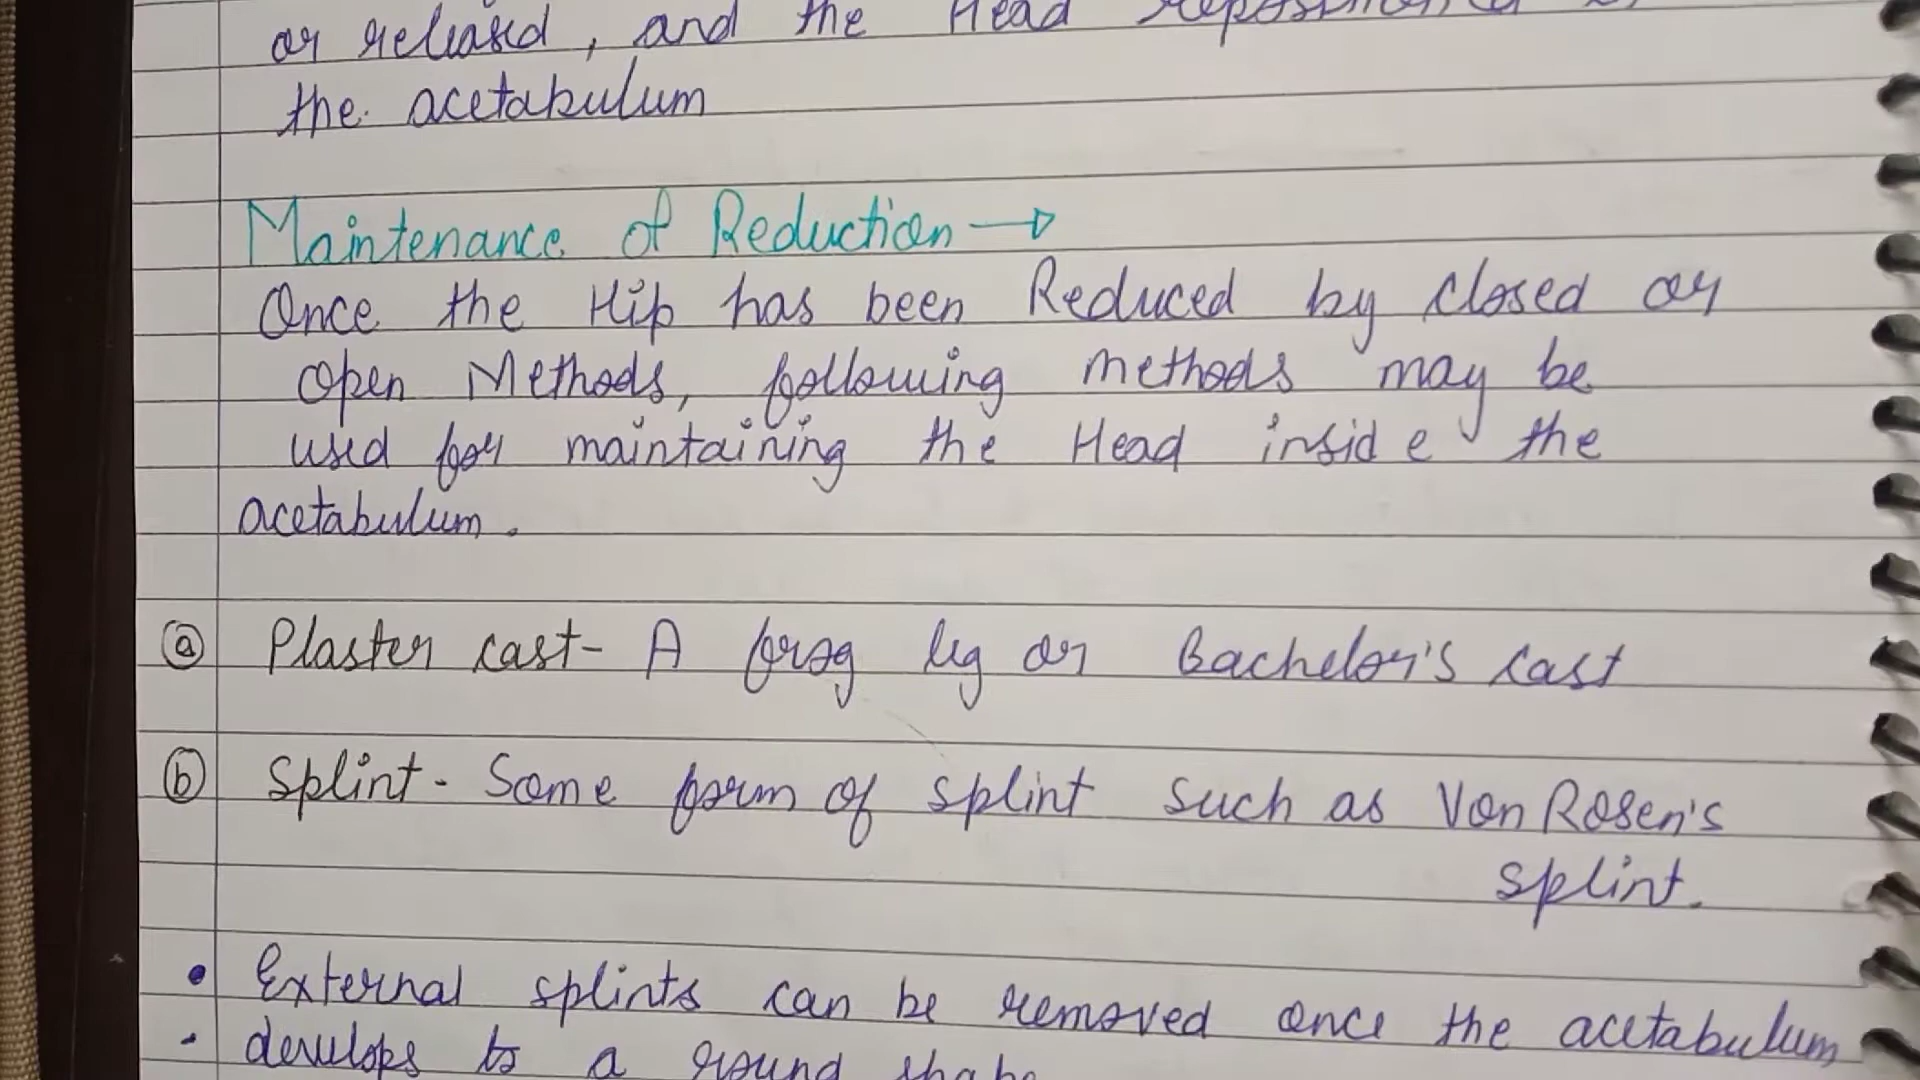 or released, and the Head
the acetabulum
Maintenance of Reduction →
Once the Hip has been Reduced by closed or
open Methods, following methods may be
used for maintaining the Head inside the
acetabulum.
ⓐ Plaster cast - A frog leg or Bachelor's cast
ⓑ Splint - Some form of splint such as Von Rosen's
splint.
• External splints can be removed once the acetabulum
• develops to a round shape